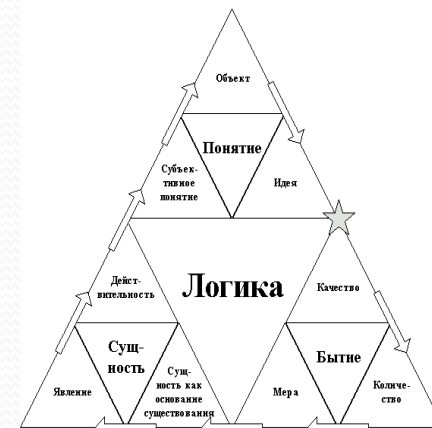 Объект
Понятие
Субъек-
тивное
понятие
Идея
Дейст-
вительность
Логика
Качество
Сущ-
ность
Бытие
Явление
Сущ-
ность как
основание
существования
Мера
Количе-
ство